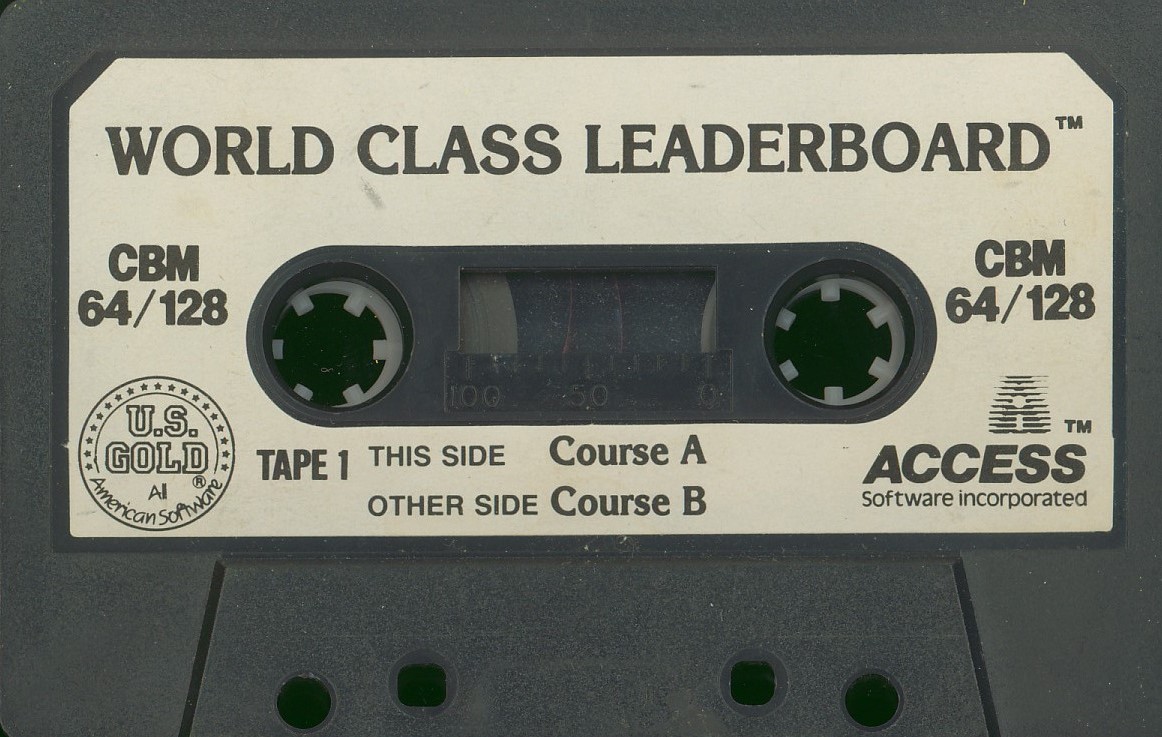 WORLD CLASS LEADERBOARD™
CBM
64/128
CBM
64/128
100 50 0
U.S.
GOLD®
All
American Software
TAPE 1 THIS SIDE Course A
OTHER SIDE Course B
™
ACCESS
Software incorporated